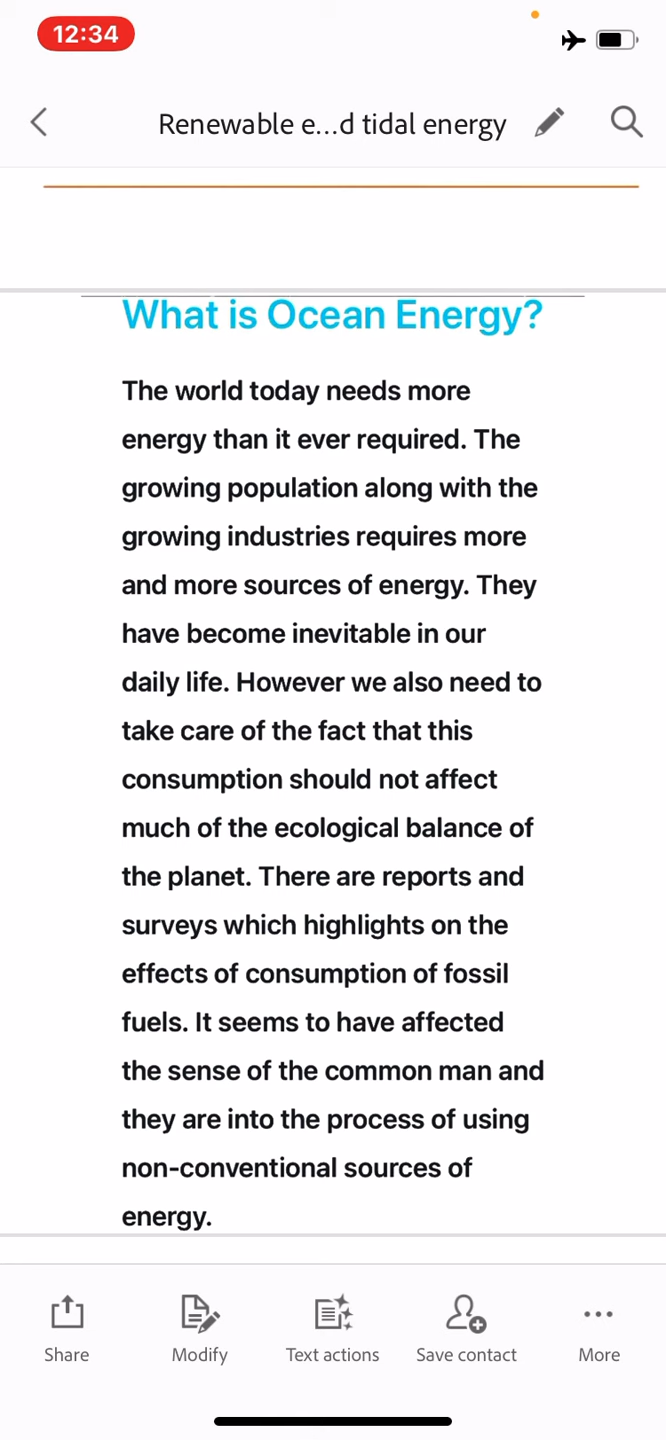 12:34
Renewable e...d tidal energy
What is Ocean Energy?
The world today needs more
energy than it ever required. The
growing population along with the
growing industries requires more
and more sources of energy. They
have become inevitable in our
daily life. However we also need to
take care of the fact that this
consumption should not affect
much of the ecological balance of
the planet. There are reports and
surveys which highlights on the
effects of consumption of fossil
fuels. It seems to have affected
the sense of the common man and
they are into the process of using
non-conventional sources of
energy.
Share Modify Text actions Save contact More